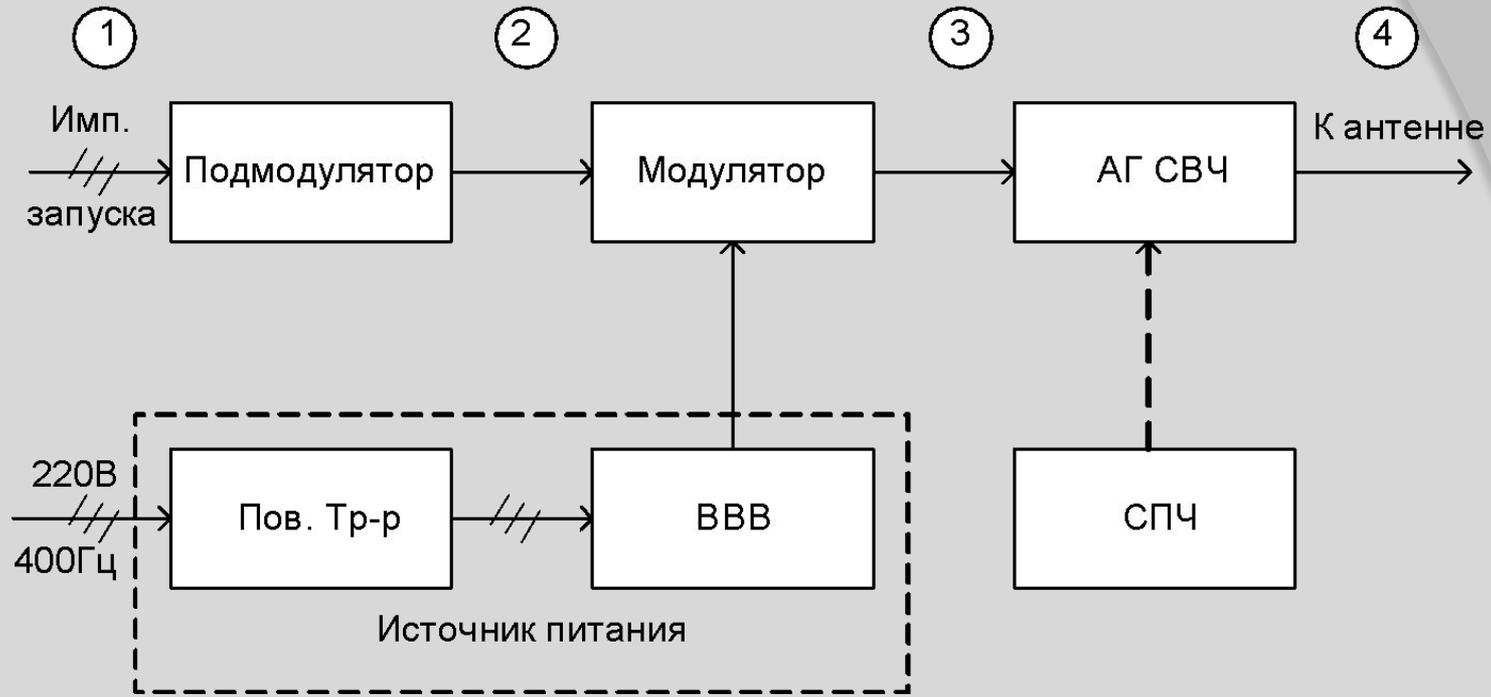 1
2
3
4
Имп.
запуска
Подмодулятор
Модулятор
АГ СВЧ
К антенне
220В
400Гц
Пов. Тр-р
ВВВ
СПЧ
Источник питания